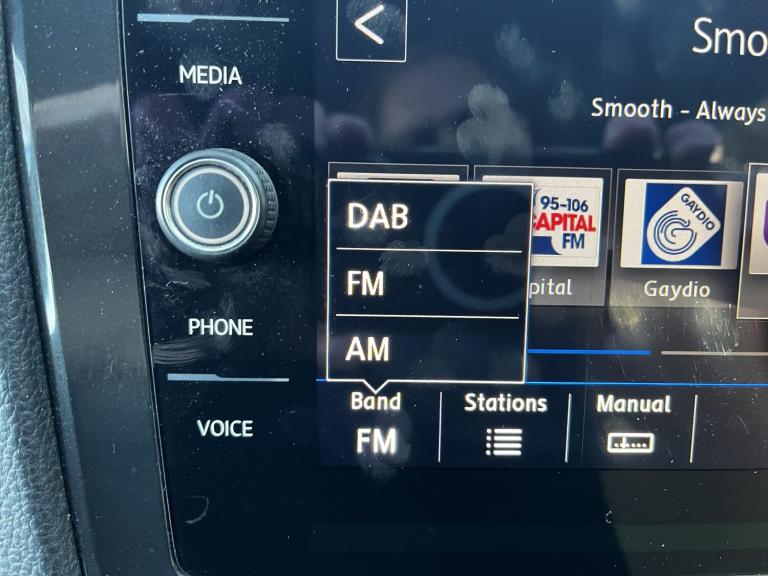 MEDIA
PHONE
VOICE
<
Smo
Smooth - Always
95-106
APITAL
FM
pital
GAYDIO
Gaydio
DAB
FM
AM
Band
FM
Stations
Manual